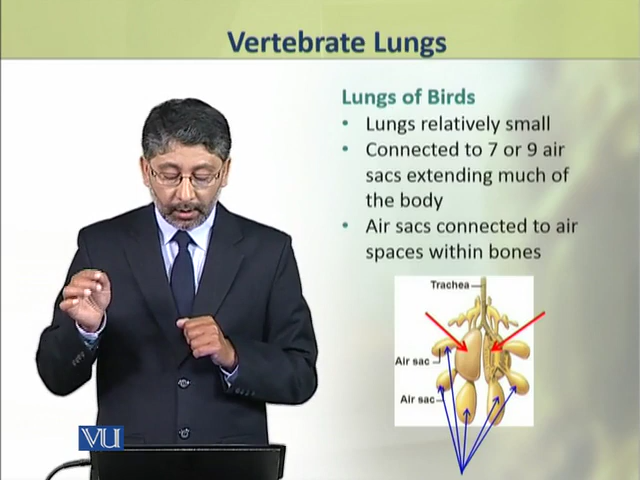 Vertebrate Lungs
Lungs of Birds
• Lungs relatively small
• Connected to 7 or 9 air
sacs extending much of
the body
• Air sacs connected to air
spaces within bones
Trachea
Air sac
Air sac
VU